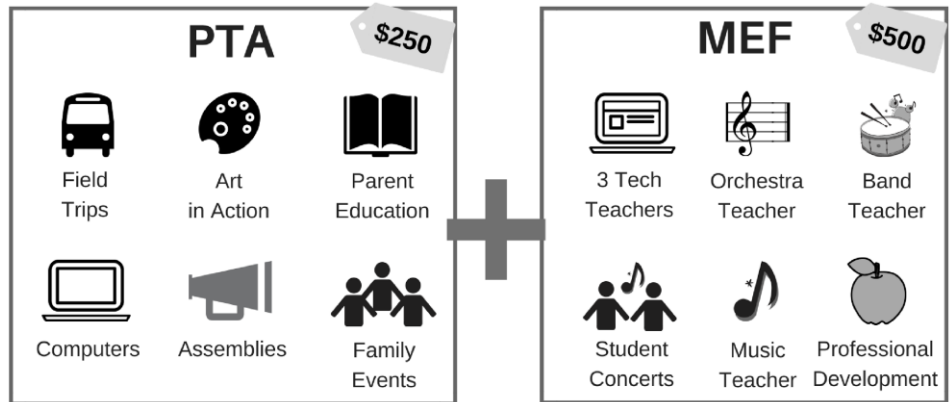 PTA
$250
Field
Trips
Art
in Action
Parent
Education
Computers
Assemblies
Family
Events
MEF
$500
3 Tech
Teachers
Orchestra
Teacher
Band
Teacher
Student
Concerts
Music
Teacher
Professional
Development